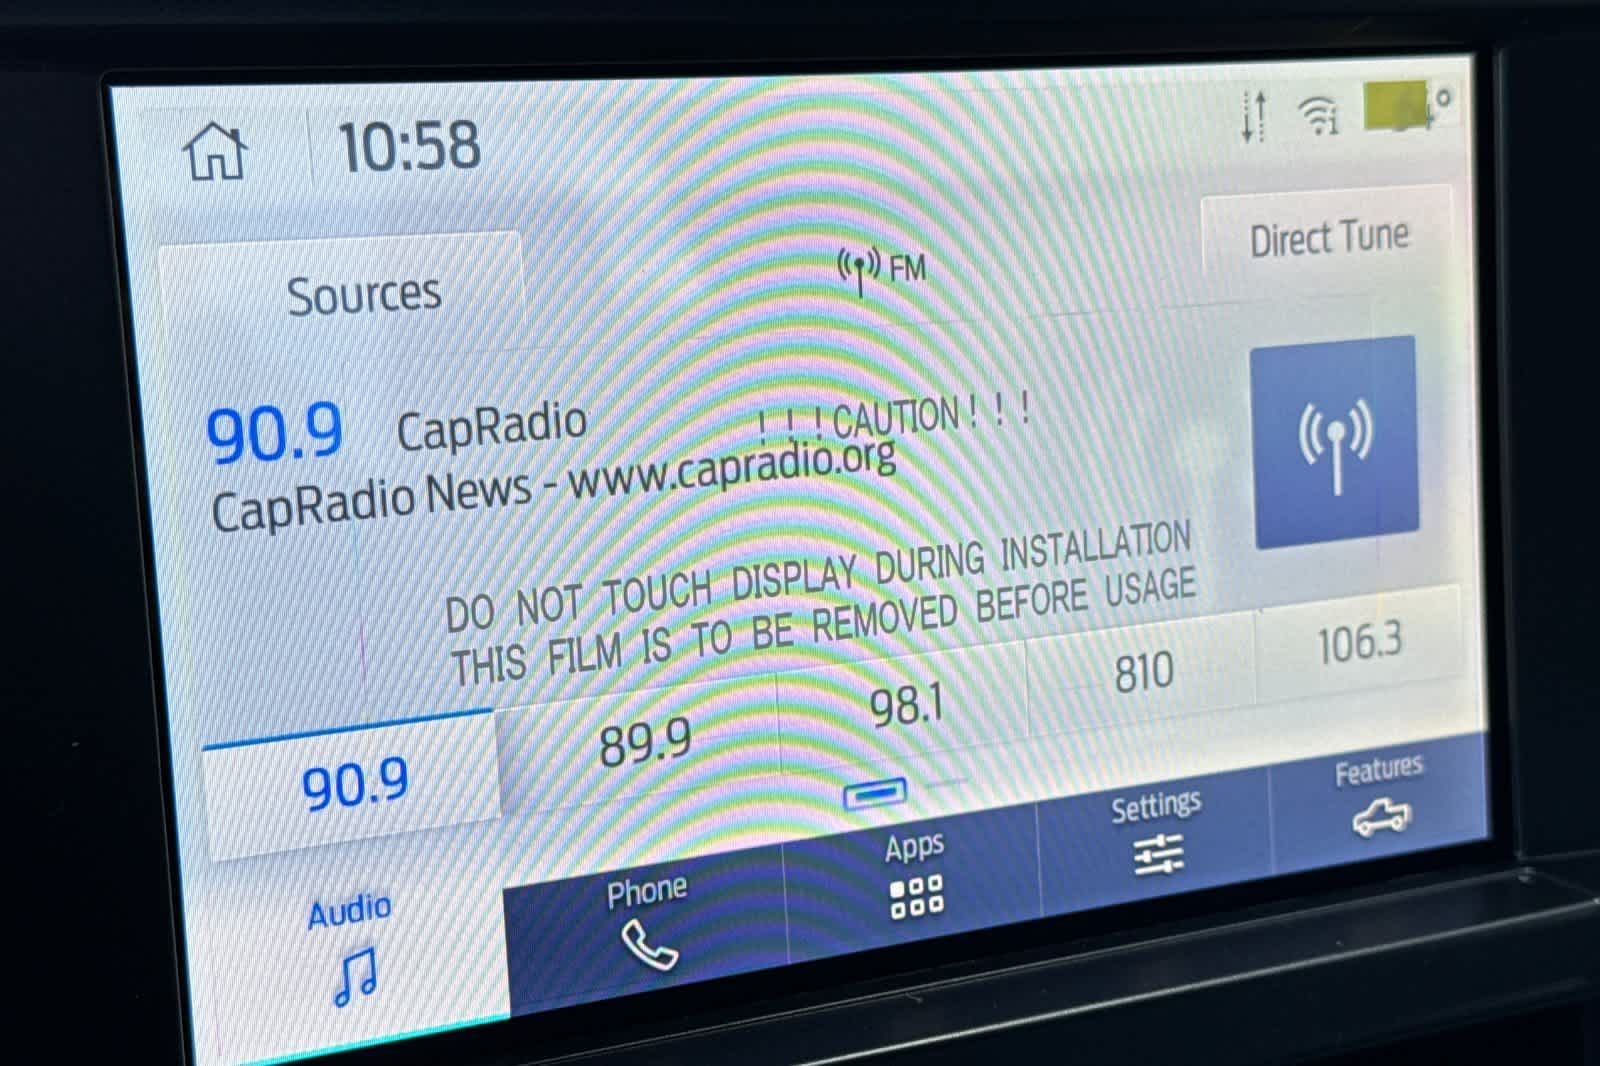 10:58
Sources
FM
Direct Tune
90.9 CapRadio
! ! ! CAUTION ! ! !
CapRadio News - www.capradio.org
DO NOT TOUCH DISPLAY DURING INSTALLATION
THIS FILM IS TO BE REMOVED BEFORE USAGE
90.9 89.9 98.1 810 106.3
Audio Phone Apps Settings Features